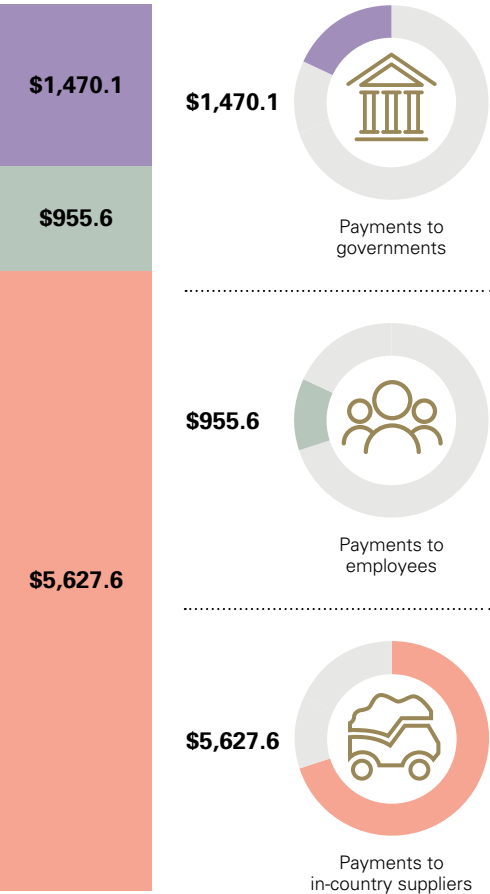 $1,470.1
$955.6
$5,627.6
$1,470.1
Payments to
governments
$955.6
Payments to
employees
$5,627.6
Payments to
in-country suppliers